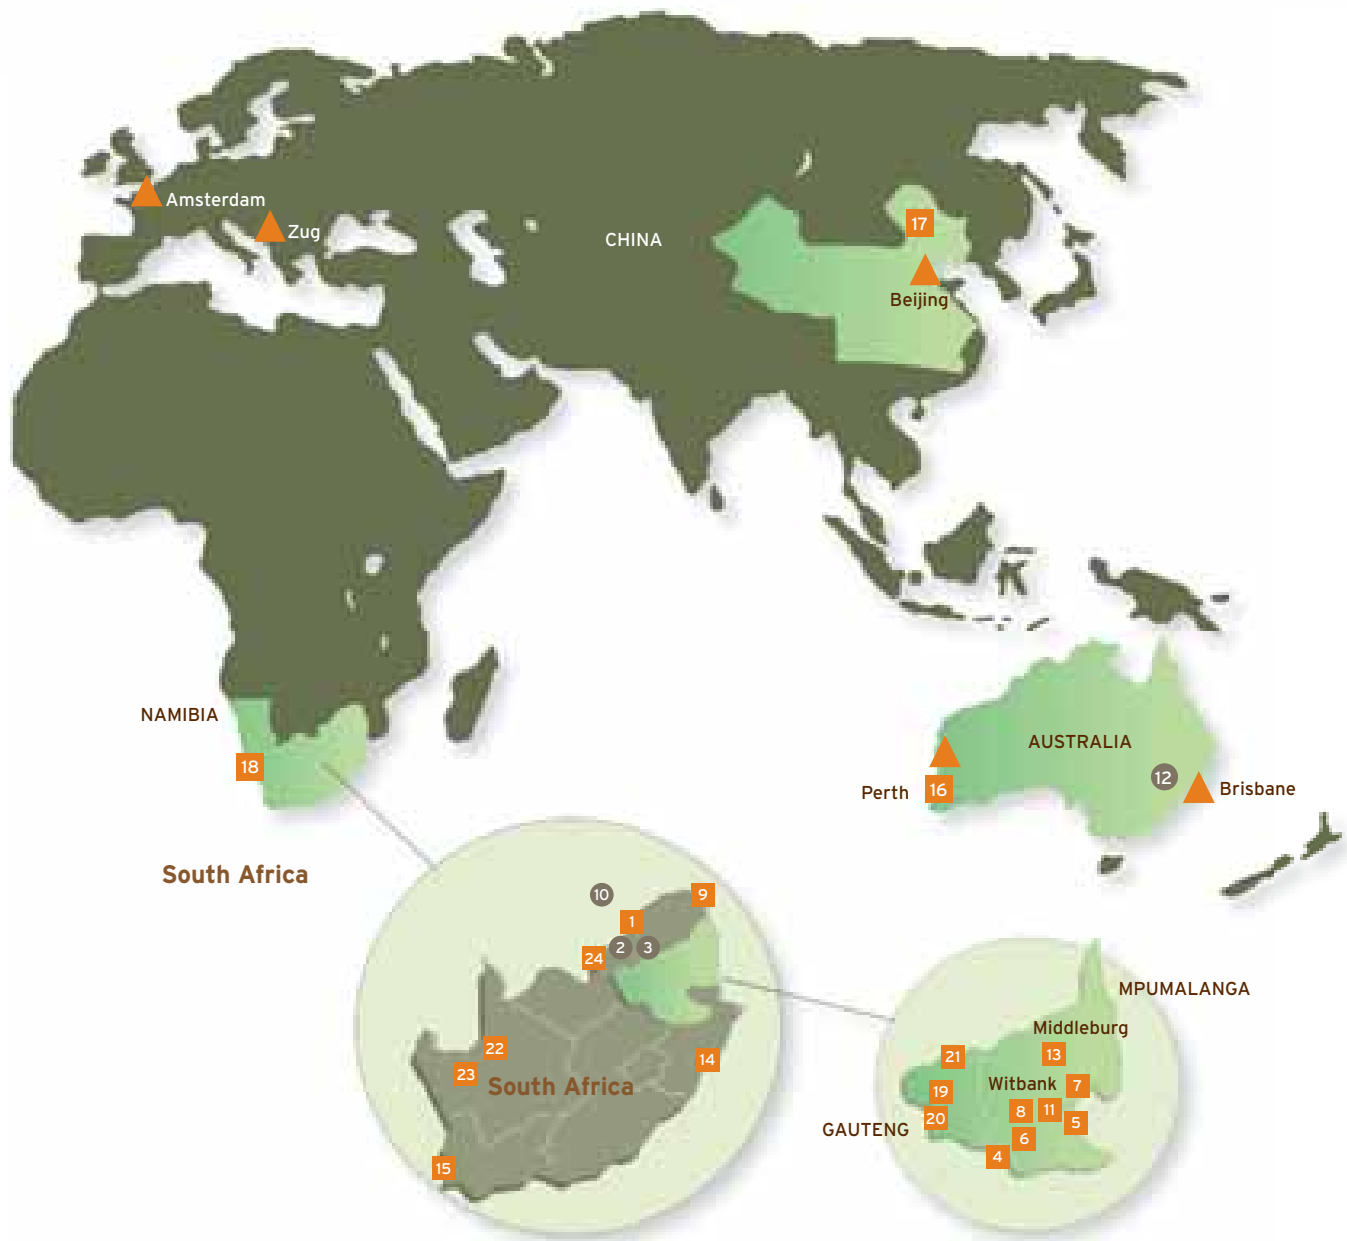 Amsterdam
Zug
CHINA
17
Beijing
NAMIBIA
18
AUSTRALIA
12
Perth
16
Brisbane
South Africa
10
9
1
2
3
24
22
23
14
South Africa
15
MPUMALANGA
Middleburg
21
13
Witbank
7
19
8
11
20
5
GAUTENG
6
4